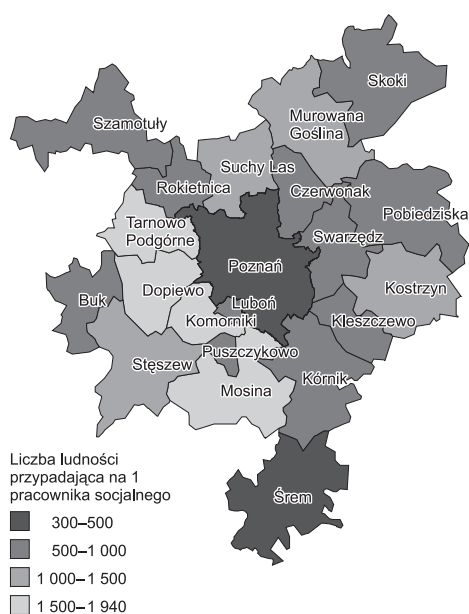 Skoki
Szamotuły
Murowana
Goślina
Suchy Las
Rokietnica
Czerwonak
Pobiedziska
Tarnowo
Podgórne
Swarzędz
Poznań
Buk
Dopiewo
Kostrzyn
Luboń
Komorniki
Kleszczewo
Puszczykowo
Stęszew
Kórnik
Mosina
Śrem
Liczba ludności
przypadająca na 1
pracownika socjalnego
300–500
500–1 000
1 000–1 500
1 500–1 940